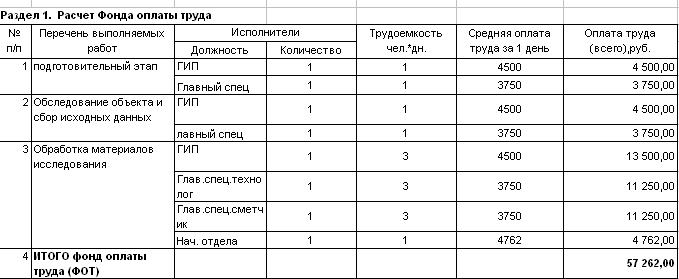 Раздел 1. Расчет Фонда оплаты труда
№ п/п Перечень выполняемых работ Исполнители Трудоемкость чел.*дн. Средняя оплата труда за 1 день Оплата труда (всего),руб.
Должность Количество
1 подготовительный этап ГИП 1 1 4500 4 500,00
Главный спец 1 1 3750 3 750,00
2 Обследование объекта и сбор исходных данных ГИП 1 1 4500 4 500,00
лавный спец 1 1 3750 3 750,00
3 Обработка материалов исследования ГИП 1 3 4500 13 500,00
Глав.спец.техно лог 1 3 3750 11 250,00
Глав.спец.сметч ик 1 3 3750 11 250,00
Нач. отдела 1 1 4762 4 762,00
4 ИТОГО фонд оплаты труда (ФОТ) 57 262,00